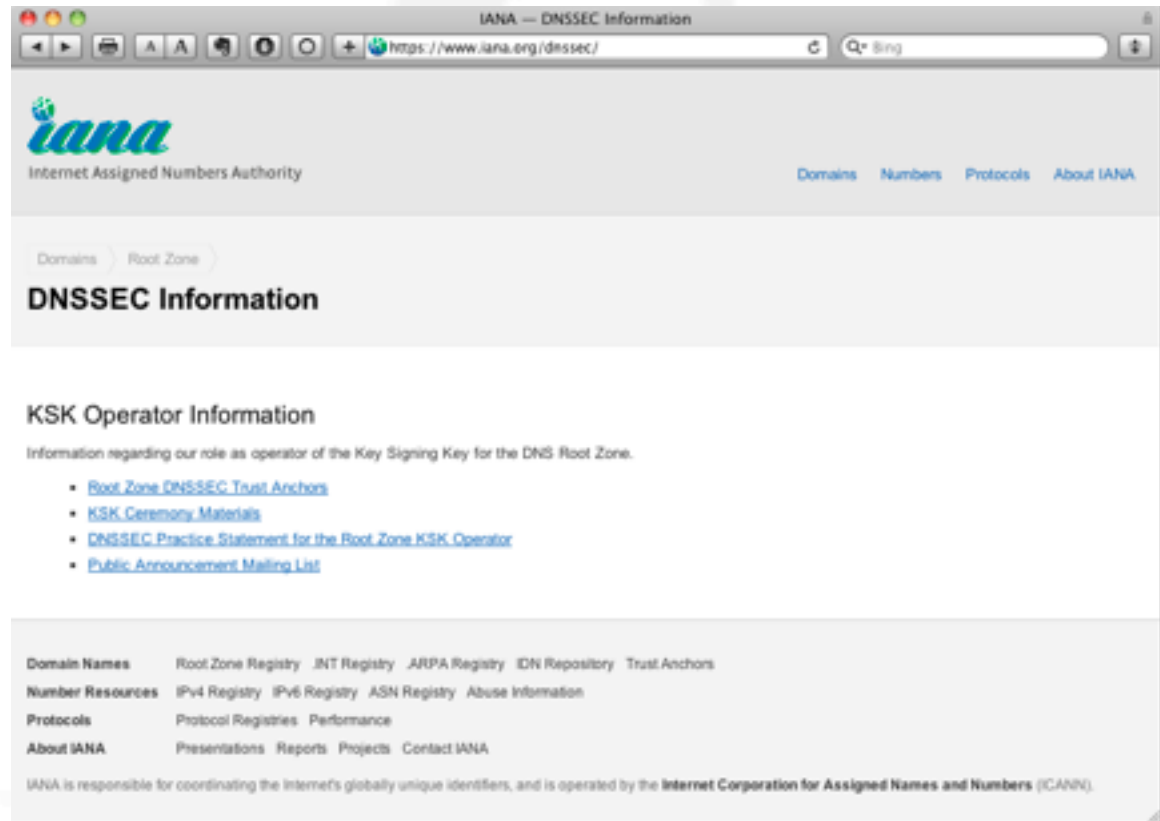 IANA — DNSSEC Information
A A + https://www.iana.org/dnssec/ Bing
iana
Internet Assigned Numbers Authority
Domains Numbers Protocols About IANA
Domains Root Zone
DNSSEC Information
KSK Operator Information
Information regarding our role as operator of the Key Signing Key for the DNS Root Zone.
• Root Zone DNSSEC Trust Anchors
• KSK Ceremony Materials
• DNSSEC Practice Statement for the Root Zone KSK Operator
• Public Announcement Mailing List
Domain Names Root Zone Registry .INT Registry .ARPA Registry IDN Repository Trust Anchors
Number Resources IPv4 Registry IPv6 Registry ASN Registry Abuse Information
Protocols Protocol Registries Performance
About IANA Presentations Reports Projects Contact IANA
IANA is responsible for coordinating the Internet's globally unique identifiers, and is operated by the Internet Corporation for Assigned Names and Numbers (ICANN).